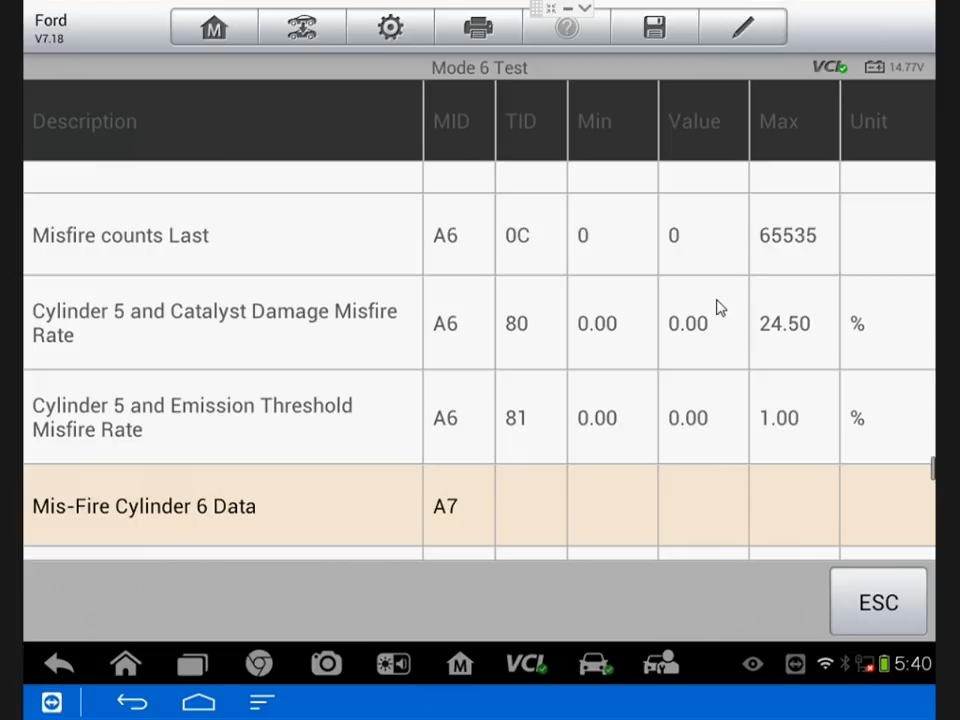 Ford
V7.18
Mode 6 Test
VCI
14.77V
Description MID TID Min Value Max Unit
Misfire counts Last A6 0C 0 0 65535
Cylinder 5 and Catalyst Damage Misfire
Rate A6 80 0.00 0.00 24.50 %
Cylinder 5 and Emission Threshold
Misfire Rate A6 81 0.00 0.00 1.00 %
Mis-Fire Cylinder 6 Data A7
ESC
VCI
5:40